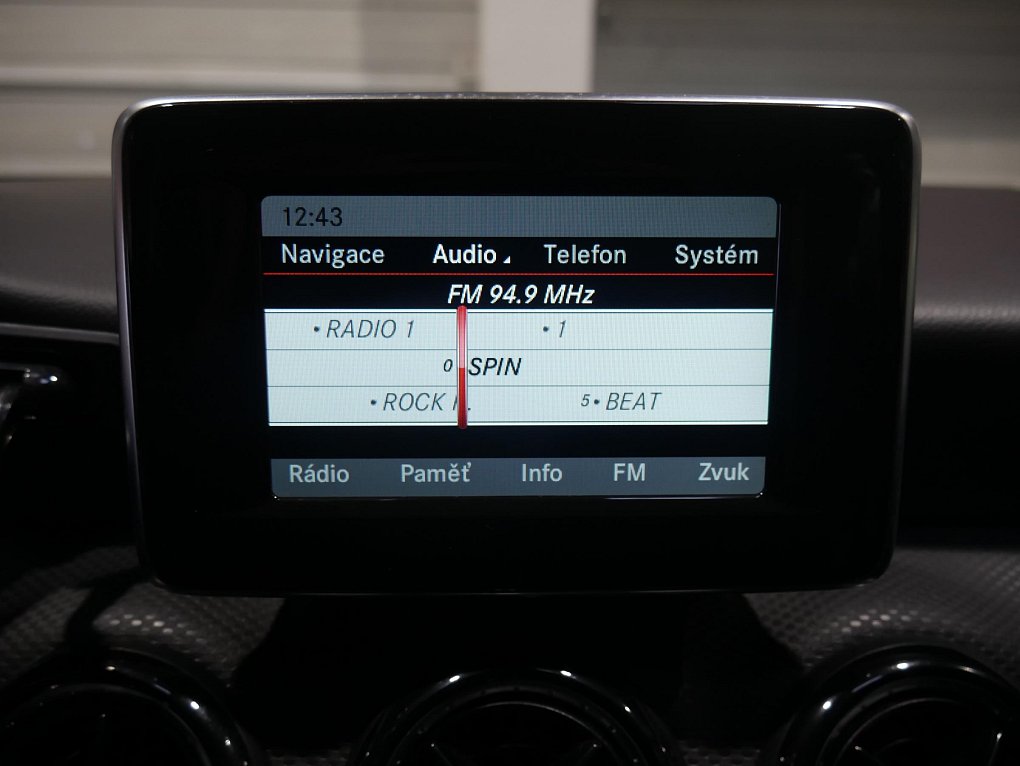 12:43
Navigace Audio Telefon Systém
FM 94.9 MHz
• RADIO 1 • 1
0 SPIN
• ROCK 5 • BEAT
Rádio Paměť Info FM Zvuk